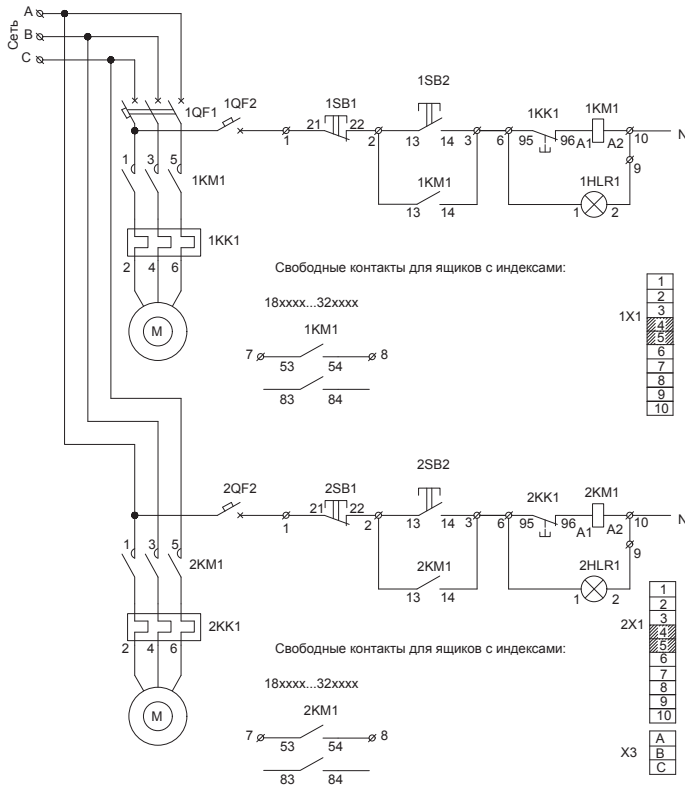 A
B
C
Сеть
1QF1
1QF2
1SB1
1SB2
1KK1
1KM1
1 21 22 2 13 14 3 6 95 96 A1 A2 10 N
9
1KM1
13 14
1HLR1
1 2
1 3 5
1KM1
1KK1
2 4 6
M
Свободные контакты для ящиков с индексами:
18xxxx...32xxxx
1KM1
7 53 54 8
83 84
1X1
1
2
3
4
5
6
7
8
9
10
2QF2
2SB1
2SB2
2KK1
2KM1
1 21 22 2 13 14 3 6 95 96 A1 A2 10 N
9
2KM1
13 14
2HLR1
1 2
1 3 5
2KM1
2KK1
2 4 6
M
Свободные контакты для ящиков с индексами:
18xxxx...32xxxx
2KM1
7 53 54 8
83 84
2X1
1
2
3
4
5
6
7
8
9
10
X3
A
B
C